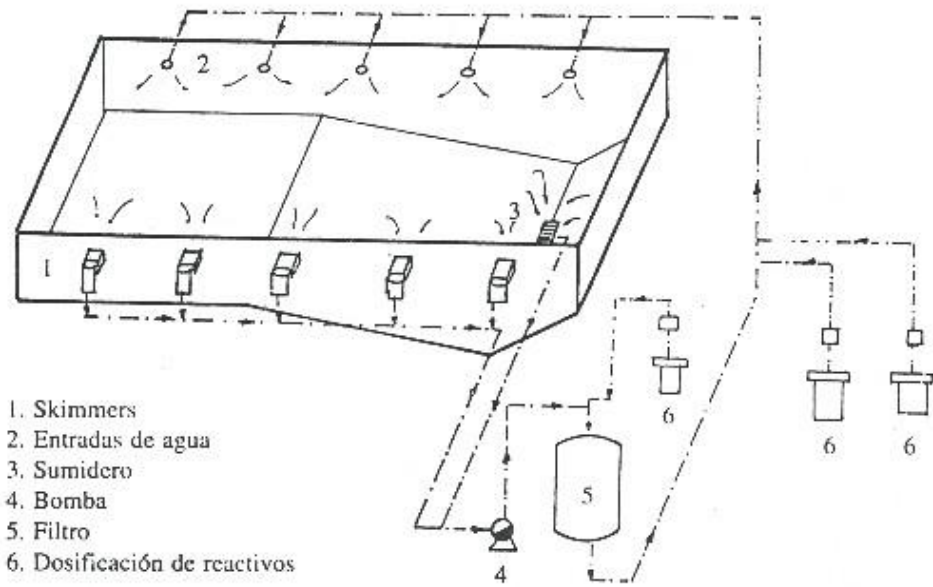 2
3
1
6
6
6
5
4
1. Skimmers
2. Entradas de agua
3. Sumidero
4. Bomba
5. Filtro
6. Dosificación de reactivos